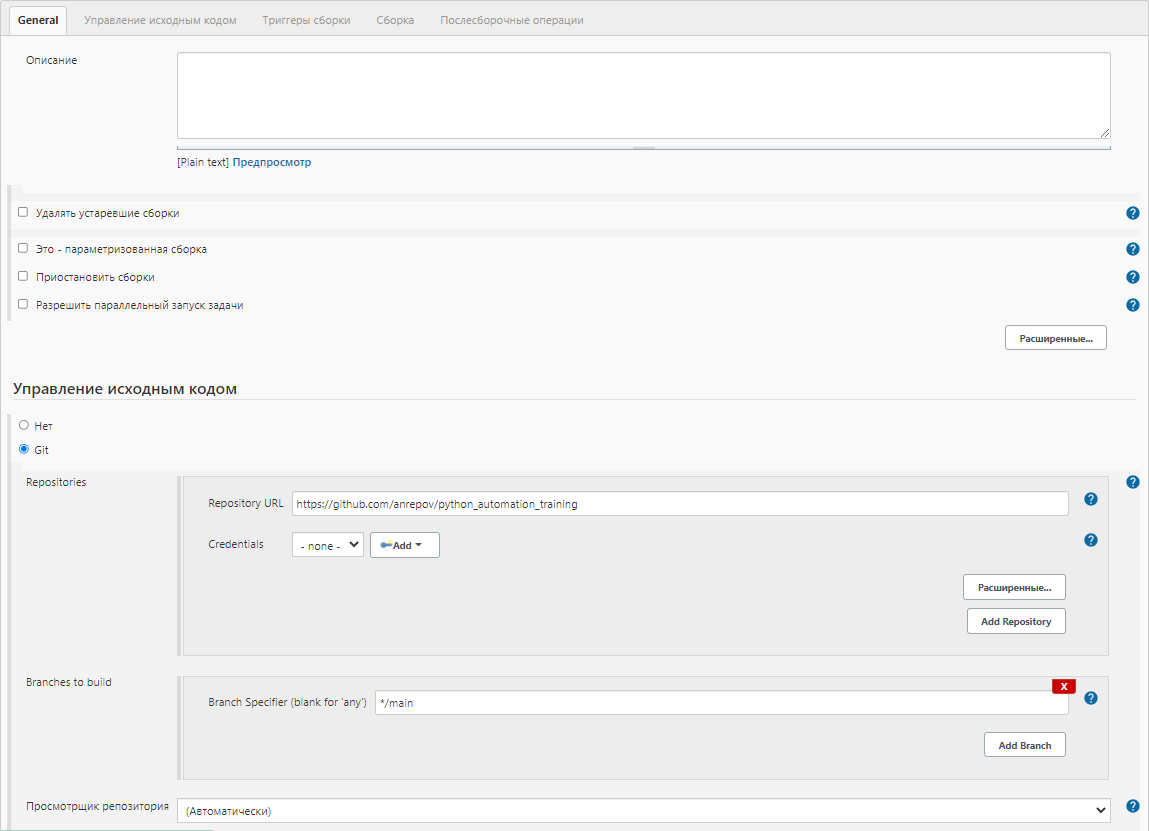 General Управление исходным кодом Триггеры сборки Сборка Послесборочные операции
Описание
[Plain text] Предпросмотр
Удалять устаревшие сборки
?
Это - параметризованная сборка
?
Приостановить сборки
?
Разрешить параллельный запуск задачи
?
Расширенные...
Управление исходным кодом
Нет
Git
Repositories
?
Repository URL https://github.com/anrepov/python_automation_training
?
Credentials - none - Add
?
Расширенные...
Add Repository
Branches to build
X
Branch Specifier (blank for 'any') */main
?
Add Branch
Просмотрщик репозитория (Автоматически)
?